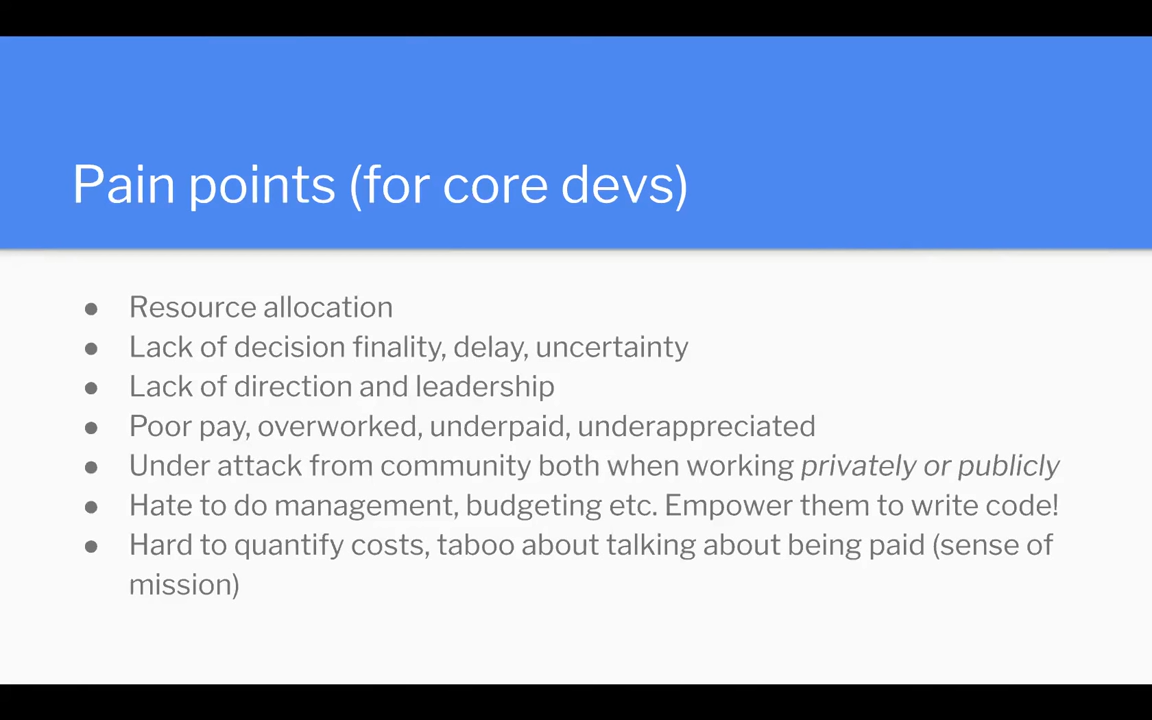 Pain points (for core devs)
● Resource allocation
● Lack of decision finality, delay, uncertainty
● Lack of direction and leadership
● Poor pay, overworked, underpaid, underappreciated
● Under attack from community both when working privately or publicly
● Hate to do management, budgeting etc. Empower them to write code!
● Hard to quantify costs, taboo about talking about being paid (sense of
mission)